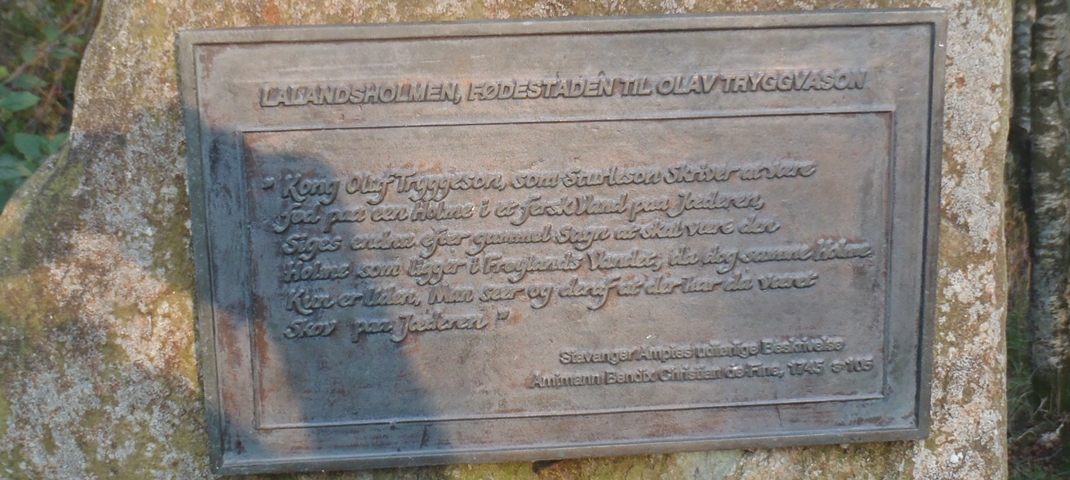 LALANDSHOLMEN, FØDESTADEN TIL OLAV TRYGGVASON
" Kong Oluf Tryggeson, som Sturleson Skriver at være
fød paa een Holme i et fersk Vand paa Jæderen,
Siges endnu efter gammel Sagn at skal være den
Holme som ligger i Frøylands Vandet, da dog samme Holme
Kun er liden, Man seer og deraf at der har da været
Skov paa Jæderen "
Stavanger Amptes udførlige Beskrivelse
Amtmann Bendix Christian de Fine, 1745 s 105